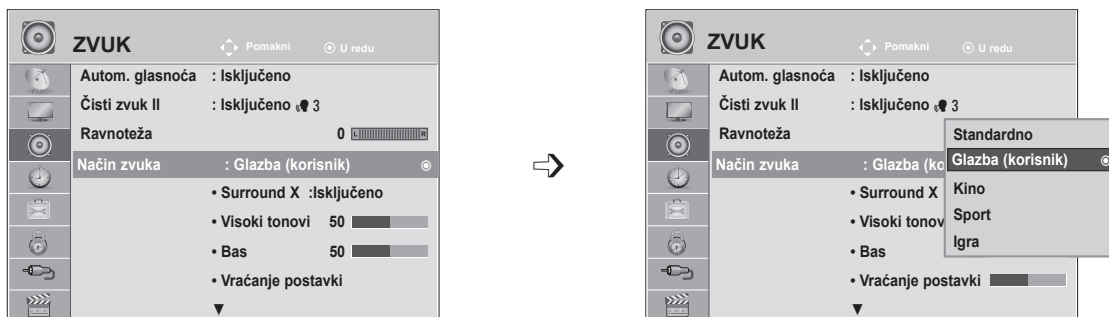 ZVUK Pomakni U redu
Autom. glasnoća : Isključeno
Čisti zvuk II : Isključeno 3
Ravnoteža 0 L R
Način zvuka : Glazba (korisnik)
• Surround X :Isključeno
• Visoki tonovi 50
• Bas 50
• Vraćanje postavki
▼
ZVUK Pomakni U redu
Autom. glasnoća : Isključeno
Čisti zvuk II : Isključeno 3
Ravnoteža
Način zvuka : Glazba (ko
• Surround X
• Visoki tonov
• Bas
• Vraćanje postavki
▼
Standardno
Glazba (korisnik)
Kino
Sport
Igra